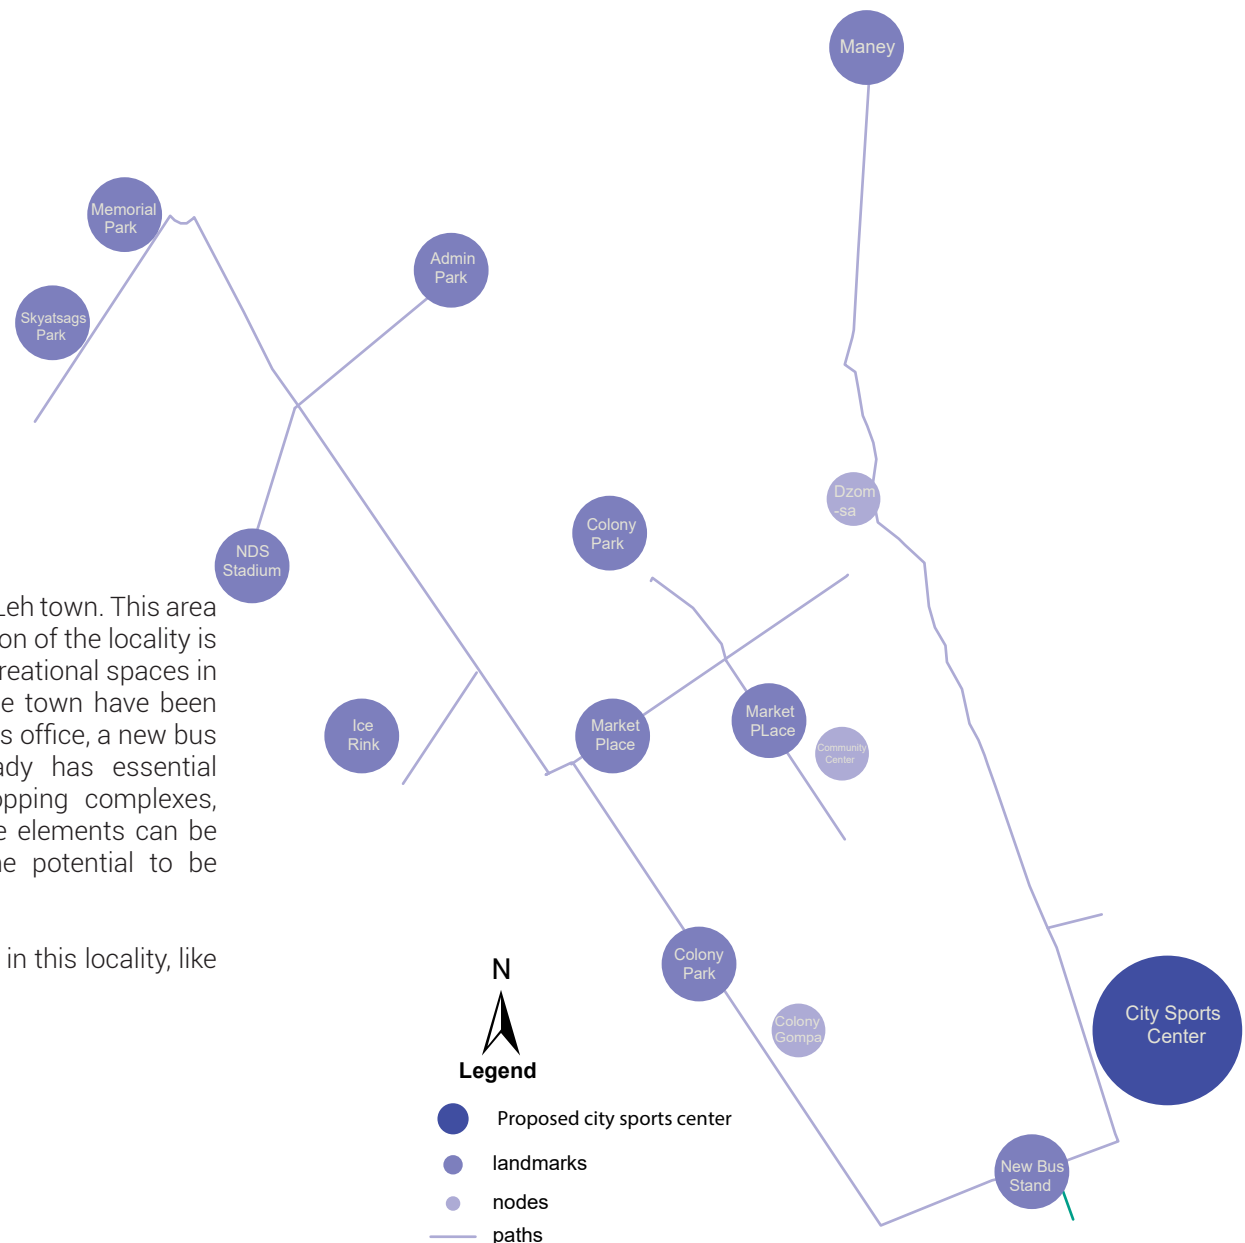 Maney
Memorial
Park
Admin
Park
Skyatsags
Park
Dzom
-sa
Colony
Park
NDS
Stadium
Leh town. This area
on of the locality is
reational spaces in
e town have been
s office, a new bus
ady has essential
opping complexes,
e elements can be
ne potential to be
in this locality, like
Ice
Rink
Market
Place
Market
PLace
Community
Center
Colony
Park
Colony
Gompa
City Sports
Center
New Bus
Stand
N
Legend
Proposed city sports center
landmarks
nodes
paths